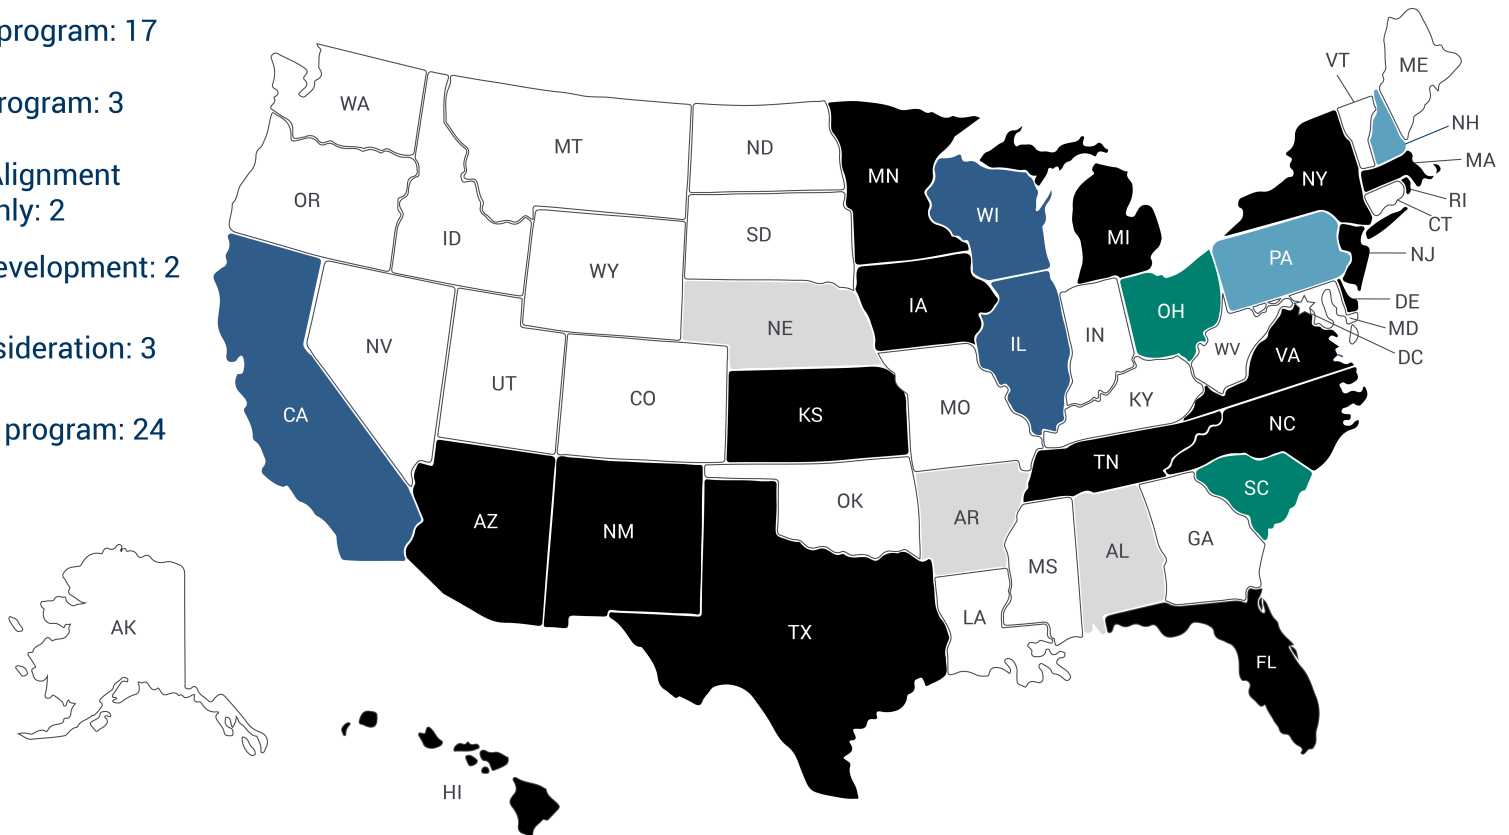 program: 17
rogram: 3
lignment
nly: 2
evelopment: 2
sideration: 3
program: 24
WA
OR
ID
MT
ND
SD
WY
NE
NV
UT
CO
CA
AZ
NM
KS
OK
TX
MN
WI
IA
IL
MI
IN
OH
MO
KY
WV
VA
NC
TN
SC
AR
MS
AL
GA
LA
FL
NY
PA
VT
ME
NH
MA
RI
CT
NJ
DE
MD
DC
AK
HI